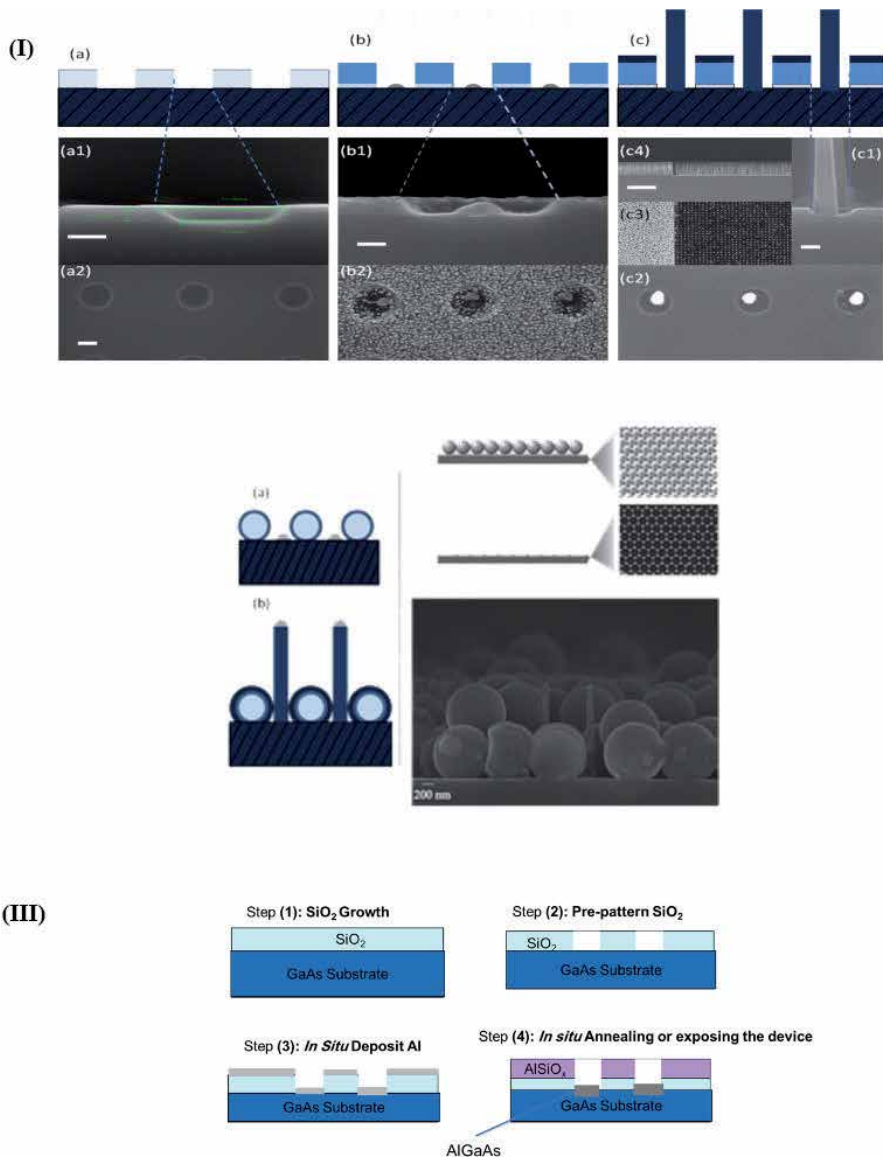 (I)
(a)
(b)
(c)
(a1)
(b1)
(c4)
(c1)
(c3)
(a2)
(b2)
(c2)
(a)
(b)
200 nm
(III)
Step (1): SiO₂ Growth
SiO₂
GaAs Substrate
Step (2): Pre-pattern SiO₂
SiO₂
GaAs Substrate
Step (3): In Situ Deposit Al
GaAs Substrate
Step (4): In situ Annealing or exposing the device
AlSiOₓ
GaAs Substrate
AlGaAs